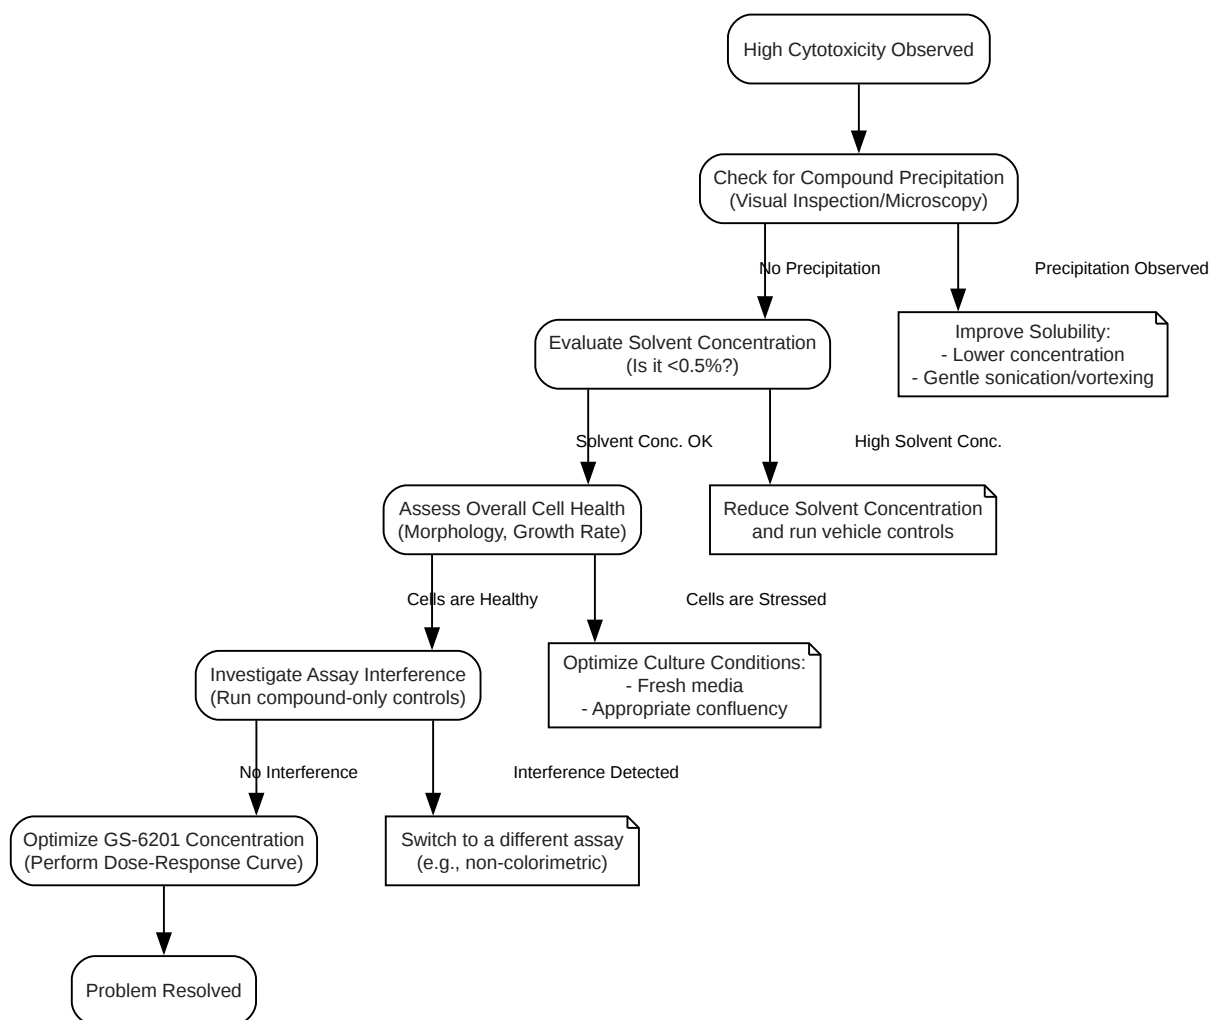 High Cytotoxicity Observed
Check for Compound Precipitation
(Visual Inspection/Microscopy)
No Precipitation
Precipitation Observed
Evaluate Solvent Concentration
(Is it <0.5%?)
Improve Solubility:
- Lower concentration
- Gentle sonication/vortexing
Solvent Conc. OK
High Solvent Conc.
Assess Overall Cell Health
(Morphology, Growth Rate)
Reduce Solvent Concentration
and run vehicle controls
Cells are Healthy
Cells are Stressed
Investigate Assay Interference
(Run compound-only controls)
Optimize Culture Conditions:
- Fresh media
- Appropriate confluency
No Interference
Interference Detected
Optimize GS-6201 Concentration
(Perform Dose-Response Curve)
Switch to a different assay
(e.g., non-colorimetric)
Problem Resolved